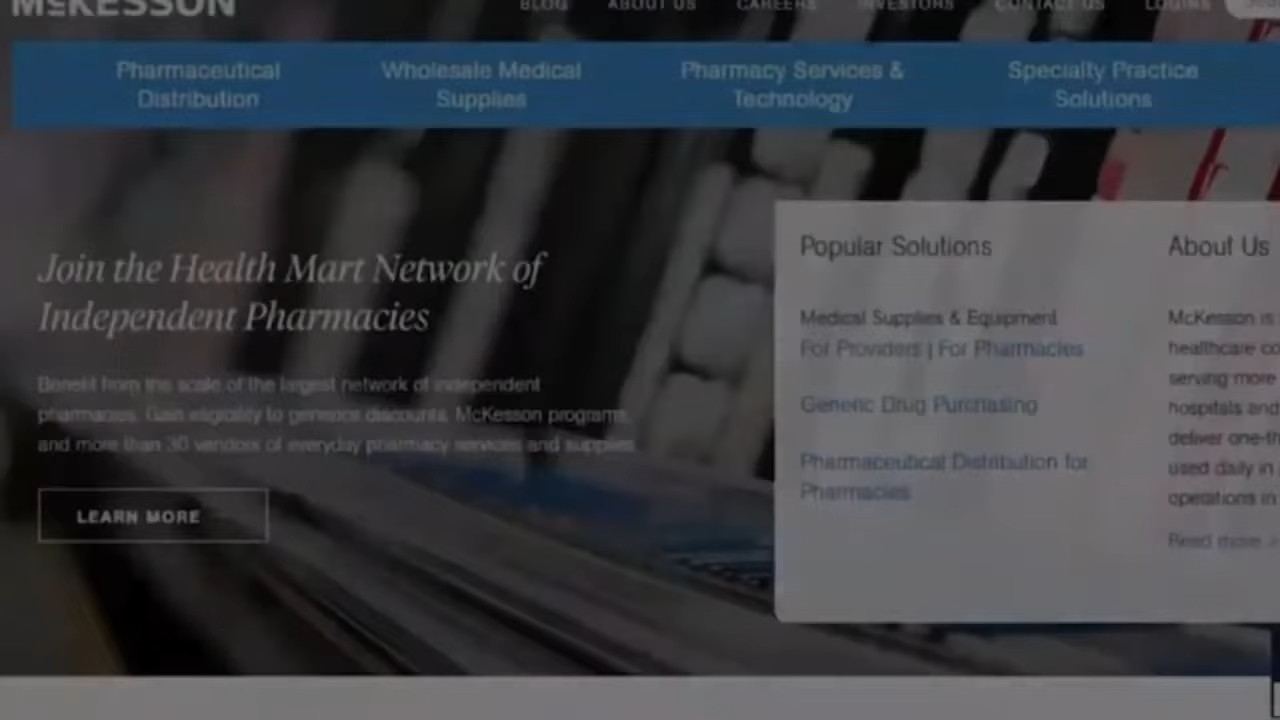 McKESSON
BLOG ABOUT US CAREERS INVESTORS CONTACT US LOGINS
Pharmaceutical Distribution
Wholesale Medical Supplies
Pharmacy Services & Technology
Specialty Practice Solutions
Join the Health Mart Network of
Independent Pharmacies
Benefit from the scale of the largest network of independent
pharmacies. Gain eligibility to generics discounts, McKesson programs,
and more than 30 vendors of everyday pharmacy services and supplies.
LEARN MORE
Popular Solutions
Medical Supplies & Equipment
For Providers | For Pharmacies
Generic Drug Purchasing
Pharmaceutical Distribution for
Pharmacies
About Us
McKesson is
healthcare
serving more
hospitals and
deliver
used daily in
operations in
Read more